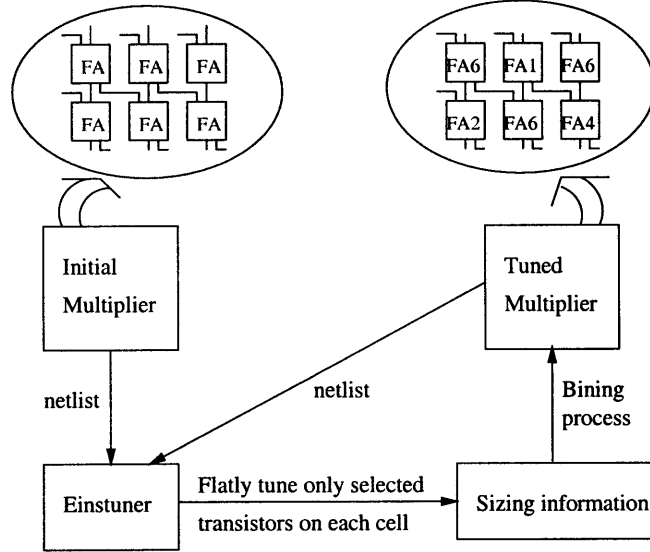 FA FA FA
FA FA FA
FA6 FA1 FA6
FA2 FA6 FA4
Initial
Multiplier
Tuned
Multiplier
netlist
netlist
Bining
process
Einstuner
Flatly tune only selected
transistors on each cell
Sizing information